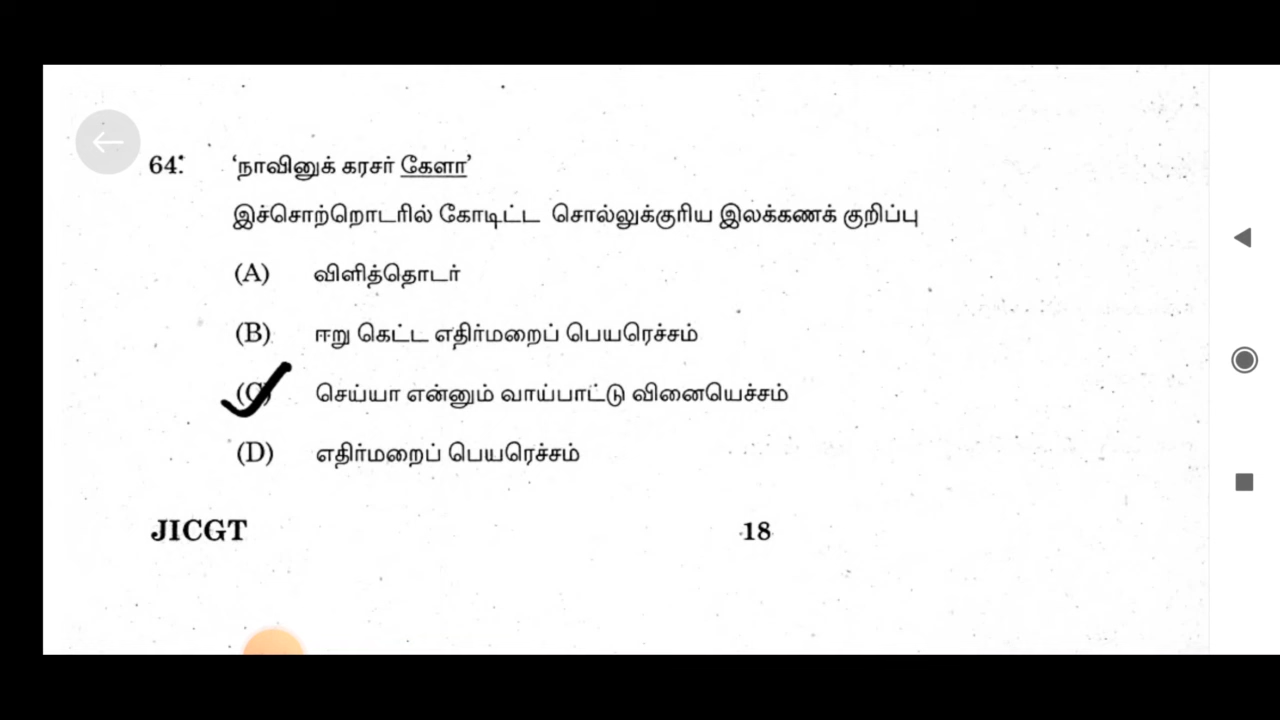 64. 'நாவினுக் கரசர் கேளா'
இச்சொற்றொடரில் கோடிட்ட சொல்லுக்குரிய இலக்கணக் குறிப்பு
(A) விளித்தொடர்
(B) ஈறு கெட்ட எதிர்மறைப் பெயரெச்சம்
(C) செய்யா என்னும் வாய்பாட்டு வினையெச்சம்
(D) எதிர்மறைப் பெயரெச்சம்
JICGT 18